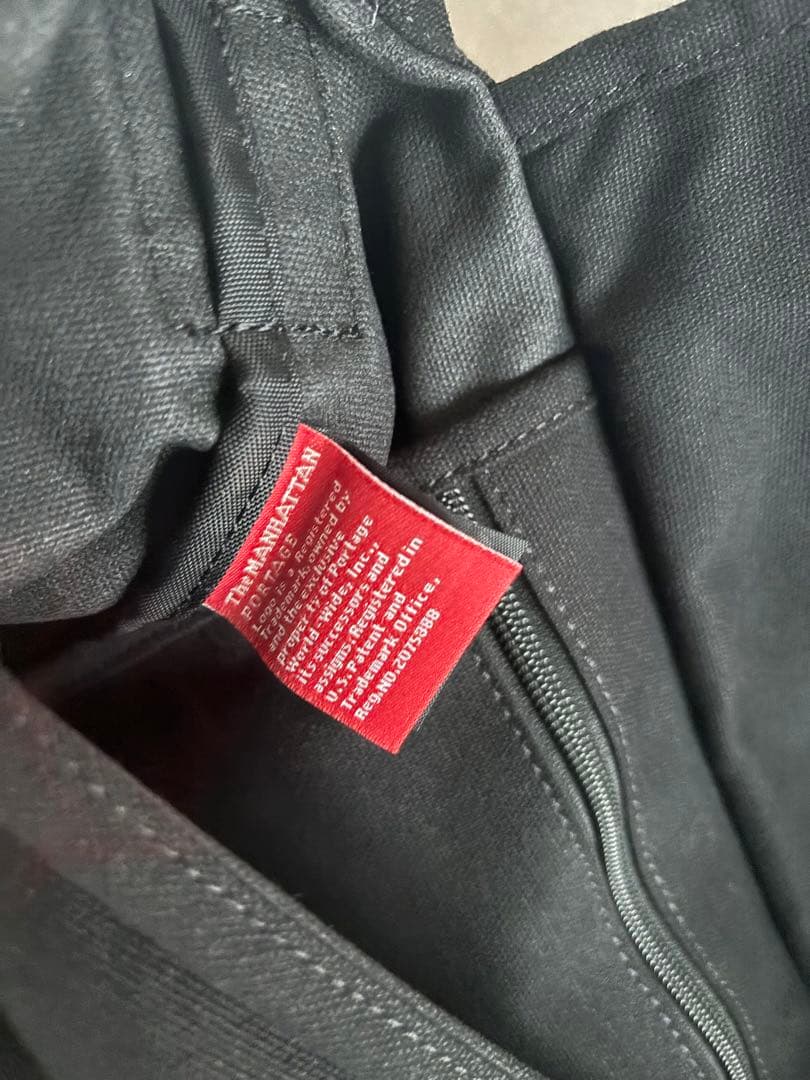 The MANHATTAN
PORTAGE
Logo is a Registered
Trademark owned by
and the exclusive
property of Portage
World-Wide, Inc.,
its successors and
assigns. Registered in
U.S. Patent and
Trademark Office.
Reg.NO.2075388